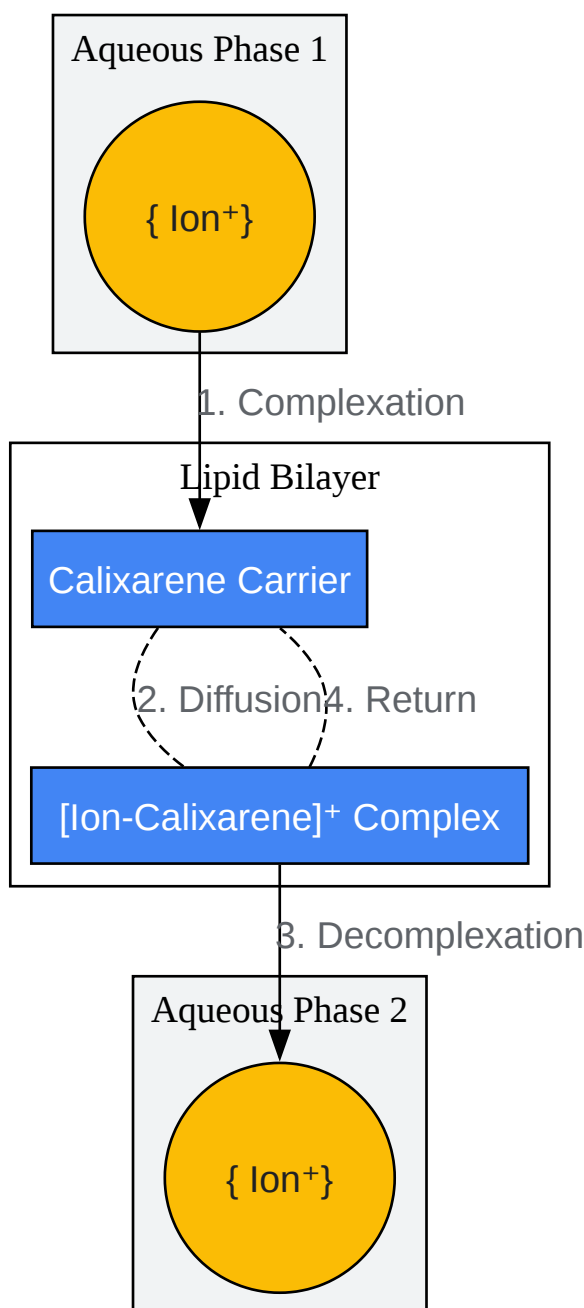 Aqueous Phase 1
{ Ion⁺}
1. Complexation
Lipid Bilayer
Calixarene Carrier
2. Diffusion
4. Return
[Ion-Calixarene]⁺ Complex
3. Decomplexation
Aqueous Phase 2
{ Ion⁺}